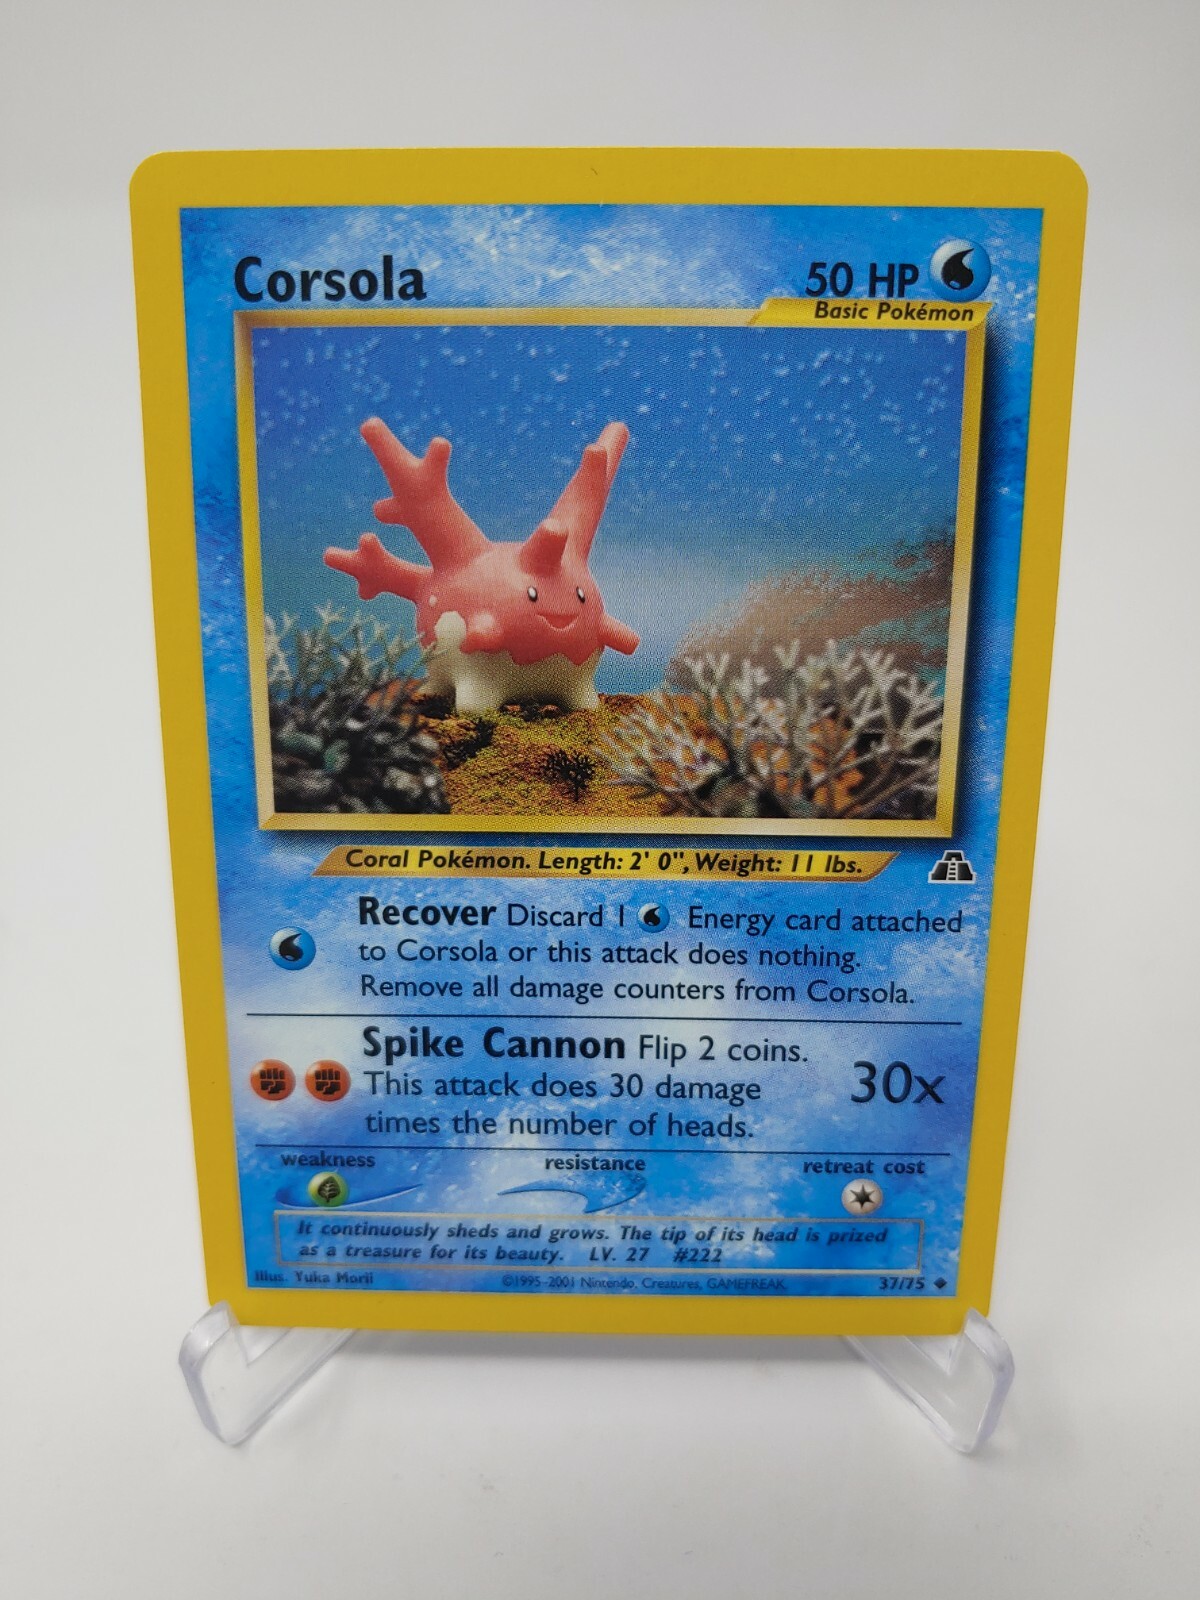 Corsola 50 HP
Basic Pokémon
Coral Pokémon. Length: 2' 0", Weight: 11 lbs.
Recover Discard 1 Energy card attached
to Corsola or this attack does nothing.
Remove all damage counters from Corsola.
Spike Cannon Flip 2 coins.
This attack does 30 damage 30x
times the number of heads.
weakness resistance retreat cost
It continuously sheds and grows. The tip of its head is prized
as a treasure for its beauty. LV. 27 #222
Illus. Yuka Morii ©1995-2001 Nintendo, Creatures, GAMEFREAK. 37/75